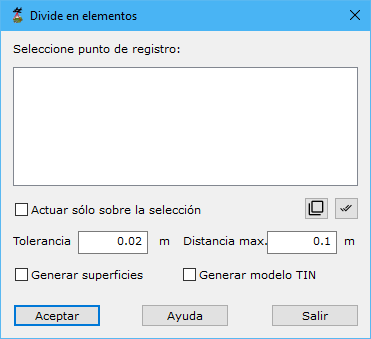 Divide en elementos
Seleccione punto de registro:
Actuar sólo sobre la selección
Tolerancia 0.02 m Distancia max. 0.1 m
Generar superficies Generar modelo TIN
Aceptar Ayuda Salir